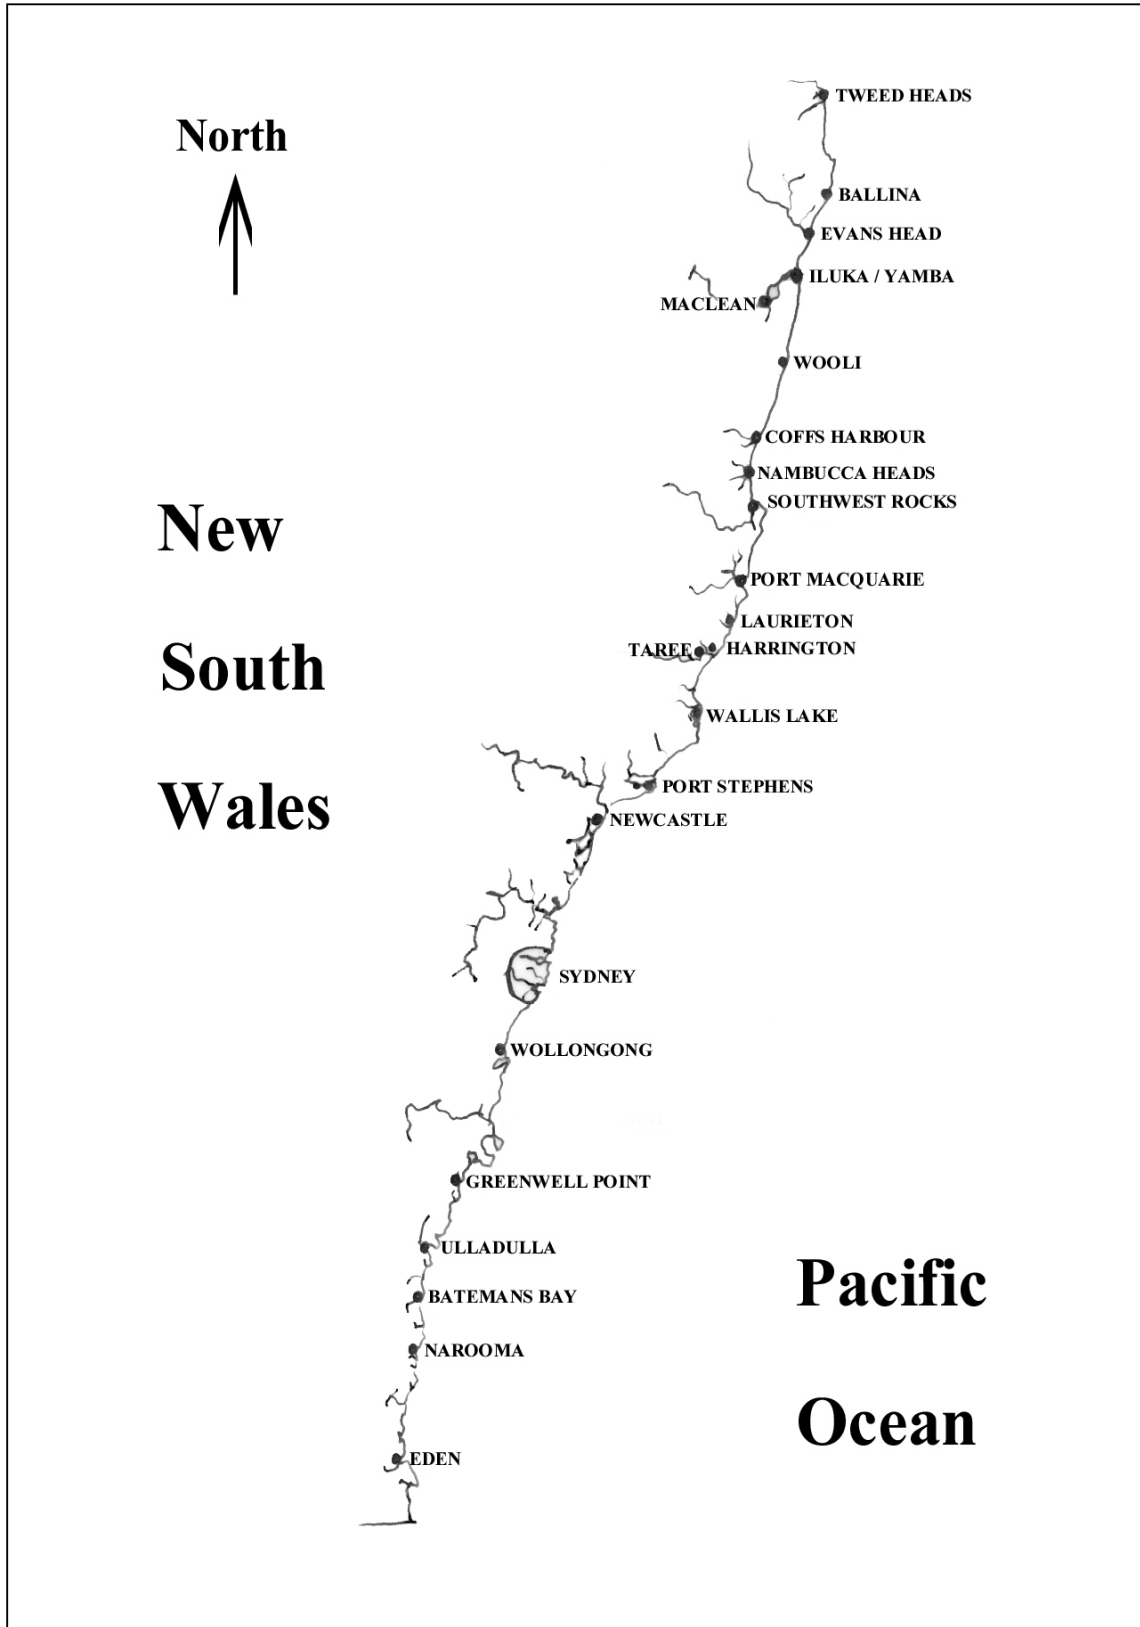 TWEED HEADS
North
BALLINA
EVANS HEAD
ILUKA / YAMBA
MACLEAN
WOOLI
COFFS HARBOUR
NAMBUCCA HEADS
SOUTHWEST ROCKS
New
PORT MACQUARIE
LAURIETON
TAREE HARRINGTON
South
WALLIS LAKE
PORT STEPHENS
Wales
NEWCASTLE
SYDNEY
WOLLONGONG
GREENWELL POINT
ULLADULLA
Pacific
BATEMANS BAY
NAROOMA
Ocean
EDEN